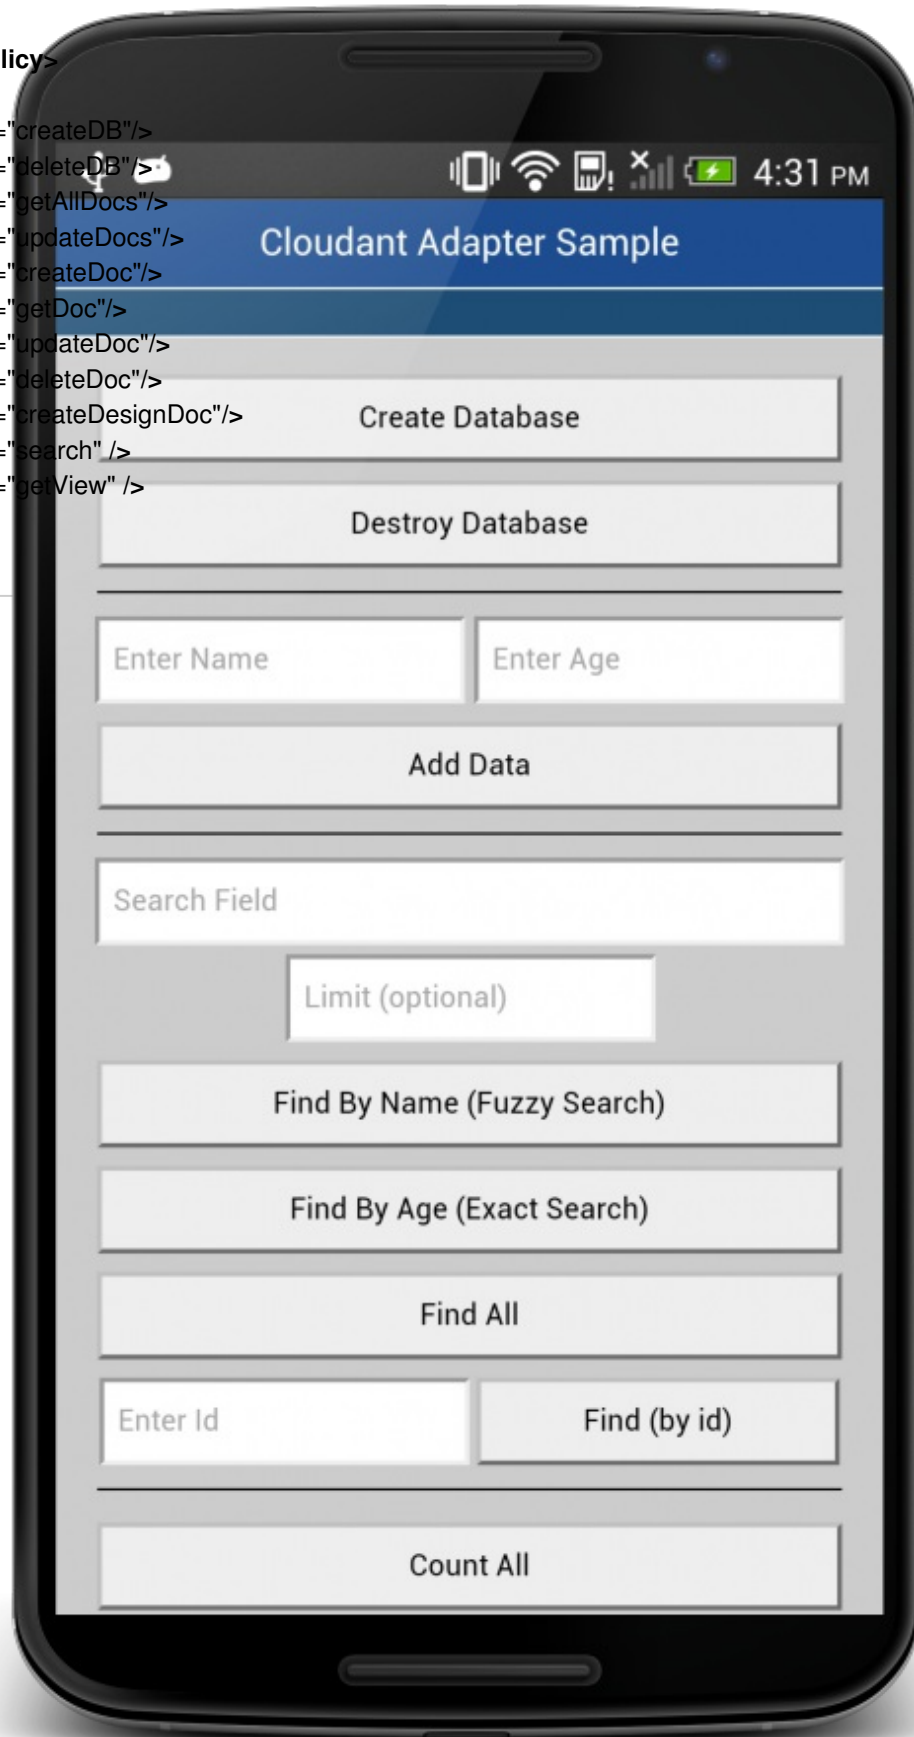 licy>
="createDB"/>
="deleteDB"/>
4:31 PM
="getAllDocs"/>
="updateDocs"/>
Cloudant Adapter Sample
="createDoc"/>
="getDoc"/>
="updateDoc"/>
="deleteDoc"/>
="createDesignDoc"/>
Create Database
="search" />
="getView" />
Destroy Database
Enter Name
Enter Age
Add Data
Search Field
Limit (optional)
Find By Name (Fuzzy Search)
Find By Age (Exact Search)
Find All
Enter Id
Find (by id)
Count All